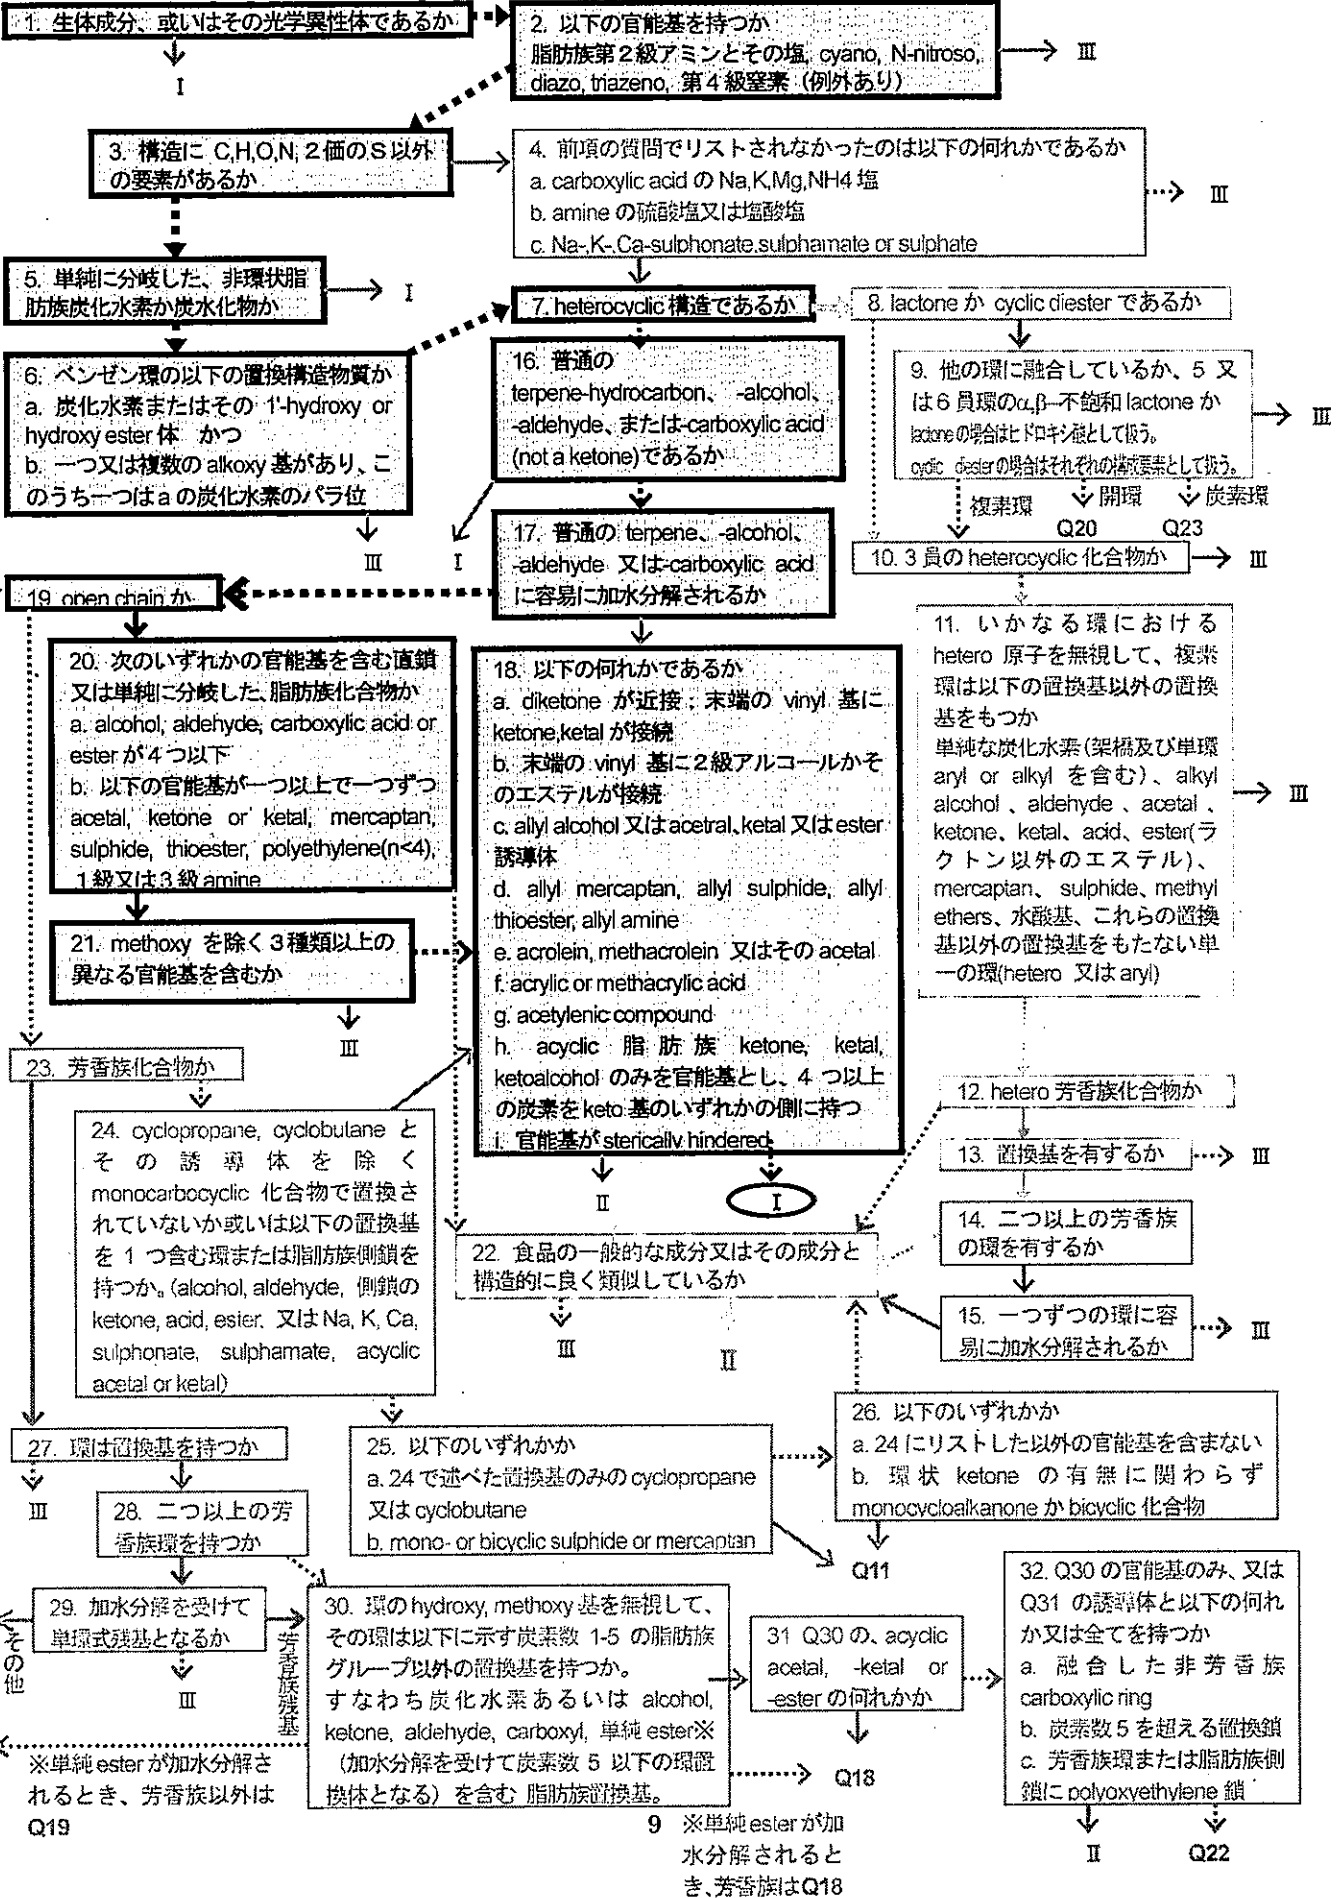 1. 生体成分、或いはその光学異性体であるか
I
2. 以下の官能基を持つか
脂肪族第2級アミンとその塩, cyano, N-nitroso,
diazo, triazeno, 第4級窒素（例外あり）
III
3. 構造に C,H,O,N, 2価のS以外
の要素があるか
4. 前項の質問でリストされなかったのは以下の何れかであるか
a. carboxylic acid の Na,K,Mg,NH4 塩
b. amine の硫酸塩又は塩酸塩
c. Na-,K-,Ca-sulphonate,sulphamate or sulphate
III
5. 単純に分岐した、非環状脂
肪族炭化水素か炭水化物か
I
6. ベンゼン環の以下の置換構造物質か
a. 炭化水素またはその 1'-hydroxy or
hydroxy ester 体 かつ
b. 一つ又は複数の alkoxy 基があり、こ
のうち一つは a の炭化水素のパラ位
III
7. heterocyclic 構造であるか
8. lactone か cyclic diester であるか
9. 他の環に融合しているか、5 又
は 6 員環のα,β-不飽和 lactone か
lactoneの場合はヒドロキシ酸として扱う。
cyclic diesterの場合はそれぞれの構成要素として扱う。
III
複素環
開環
炭素環
Q20
Q23
10. 3 員の heterocyclic 化合物か
III
16. 普通の
terpene-hydrocarbon、 -alcohol、
-aldehyde、または-carboxylic acid
(not a ketone)であるか
I
17. 普通の terpene、-alcohol、
-aldehyde 又は-carboxylic acid
に容易に加水分解されるか
19. open chain か
11. いかなる環における
hetero 原子を無視して、複素
環は以下の置換基以外の置換
基をもつか
単純な炭化水素(架橋及び単環
aryl or alkyl を含む)、alkyl
alcohol、aldehyde、acetal、
ketone、ketal、acid、ester(ラ
クトン以外のエステル)、
mercaptan、 sulphide、methyl
ethers、水酸基、これらの置換
基以外の置換基をもたない単
一の環(hetero 又は aryl)
III
20. 次のいずれかの官能基を含む直鎖
又は単純に分岐した、脂肪族化合物か
a. alcohol, aldehyde, carboxylic acid or
ester が 4 つ以下
b. 以下の官能基が一つ以上で一つずつ
acetal, ketone or ketal, mercaptan,
sulphide, thioester, polyethylene(n<4),
1級又は3級 amine
21. methoxy を除く3種類以上の
異なる官能基を含むか
III
18. 以下の何れかであるか
a. diketone が近接；末端の vinyl 基に
ketone,ketal が接続
b. 末端の vinyl 基に2級アルコールかそ
のエステルが接続
c. allyl alcohol 又は acetral、ketal 又は ester
誘導体
d. allyl mercaptan, allyl sulphide, allyl
thioester, allyl amine
e. acrolein, methacrolein 又はその acetal
f. acrylic or methacrylic acid
g. acetylenic compound
h. acyclic 脂肪族 ketone, ketal,
ketoalcohol のみを官能基とし、4 つ以上
の炭素を keto 基のいずれかの側に持つ
i. 官能基が sterically hindered
II
I
12. hetero 芳香族化合物か
13. 置換基を有するか
III
14. 二つ以上の芳香族
の環を有するか
15. 一つずつの環に容
易に加水分解されるか
III
22. 食品の一般的な成分又はその成分と
構造的に良く類似しているか
III
II
23. 芳香族化合物か
24. cyclopropane, cyclobutane と
その誘導体を除く
monocarbocyclic 化合物で置換さ
れていないか或いは以下の置換基
を 1 つ含む環または脂肪族側鎖を
持つか。(alcohol, aldehyde, 側鎖の
ketone, acid, ester. 又は Na, K, Ca,
sulphonate, sulphamate, acyclic
acetal or ketal)
25. 以下のいずれかか
a. 24 で述べた置換基のみの cyclopropane
又は cyclobutane
b. mono- or bicyclic sulphide or mercaptan
26. 以下のいずれかか
a. 24 にリストした以外の官能基を含まない
b. 環状 ketone の有無に関わらず
monocycloalkanone か bicyclic 化合物
Q11
27. 環は置換基を持つか
III
28. 二つ以上の芳
香族環を持つか
29. 加水分解を受けて
単環式残基となるか
III
その他
芳香族残基
30. 環の hydroxy, methoxy 基を無視して、
その環は以下に示す炭素数 1-5 の脂肪族
グループ以外の置換基を持つか。
すなわち炭化水素あるいは alcohol,
ketone, aldehyde, carboxyl, 単純 ester※
（加水分解を受けて炭素数 5 以下の環置
換体となる）を含む 脂肪族置換基。
31 Q30 の、acyclic
acetal, -ketal or
-ester の何れかか
Q18
32. Q30 の官能基のみ、又は
Q31 の誘導体と以下の何れ
か又は全てを持つか
a. 融合した非芳香族
carboxylic ring
b. 炭素数 5 を超える置換鎖
c. 芳香族環または脂肪族側
鎖に polyoxyethylene 鎖
II
Q22
※単純 ester が加水分解さ
れるとき、芳香族以外は
Q19
9
※単純 ester が加
水分解されると
き、芳香族はQ18